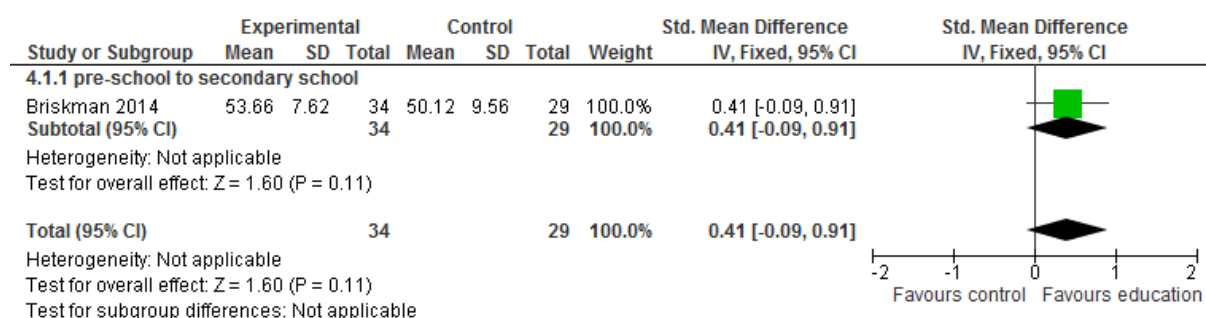 Experimental Control Std. Mean Difference Std. Mean Difference
Study or Subgroup Mean SD Total Mean SD Total Weight IV, Fixed, 95% CI IV, Fixed, 95% CI
4.1.1 pre-school to secondary school
Briskman 2014 53.66 7.62 34 50.12 9.56 29 100.0% 0.41 [-0.09, 0.91]
Subtotal (95% CI) 34 29 100.0% 0.41 [-0.09, 0.91]
Heterogeneity: Not applicable
Test for overall effect: Z = 1.60 (P = 0.11)
Total (95% CI) 34 29 100.0% 0.41 [-0.09, 0.91]
Heterogeneity: Not applicable
Test for overall effect: Z = 1.60 (P = 0.11)
Test for subgroup differences: Not applicable
-2 -1 0 1 2
Favours control Favours education